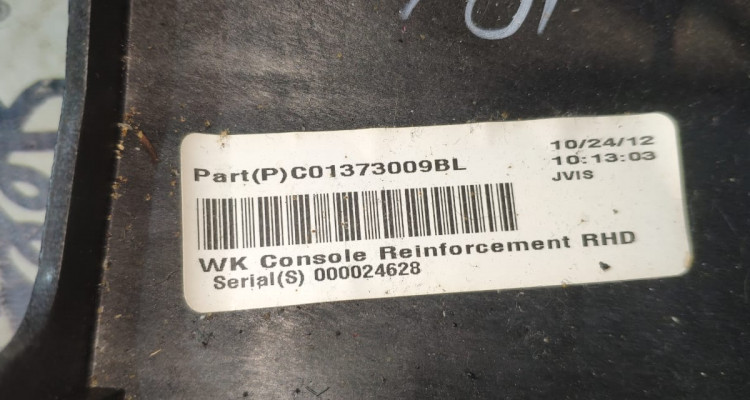 Part(P)C01373009BL
10/24/12
10:13:03
JVIS
WK Console Reinforcement RHD
Serial(S) 000024628